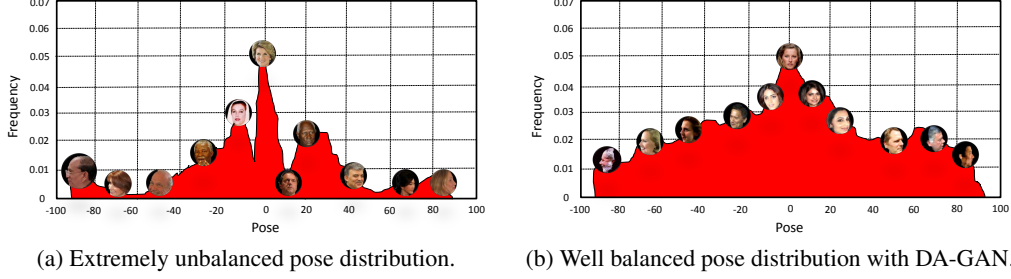 0.07
0.06
0.05
0.04
0.03
0.02
0.01
0
Frequency
-100 -80 -60 -40 -20 0 20 40 60 80 100
Pose
(a) Extremely unbalanced pose distribution.
0.07
0.06
0.05
0.04
0.03
0.02
0.01
0
Frequency
-100 -80 -60 -40 -20 0 20 40 60 80 100
Pose
(b) Well balanced pose distribution with DA-GAN.